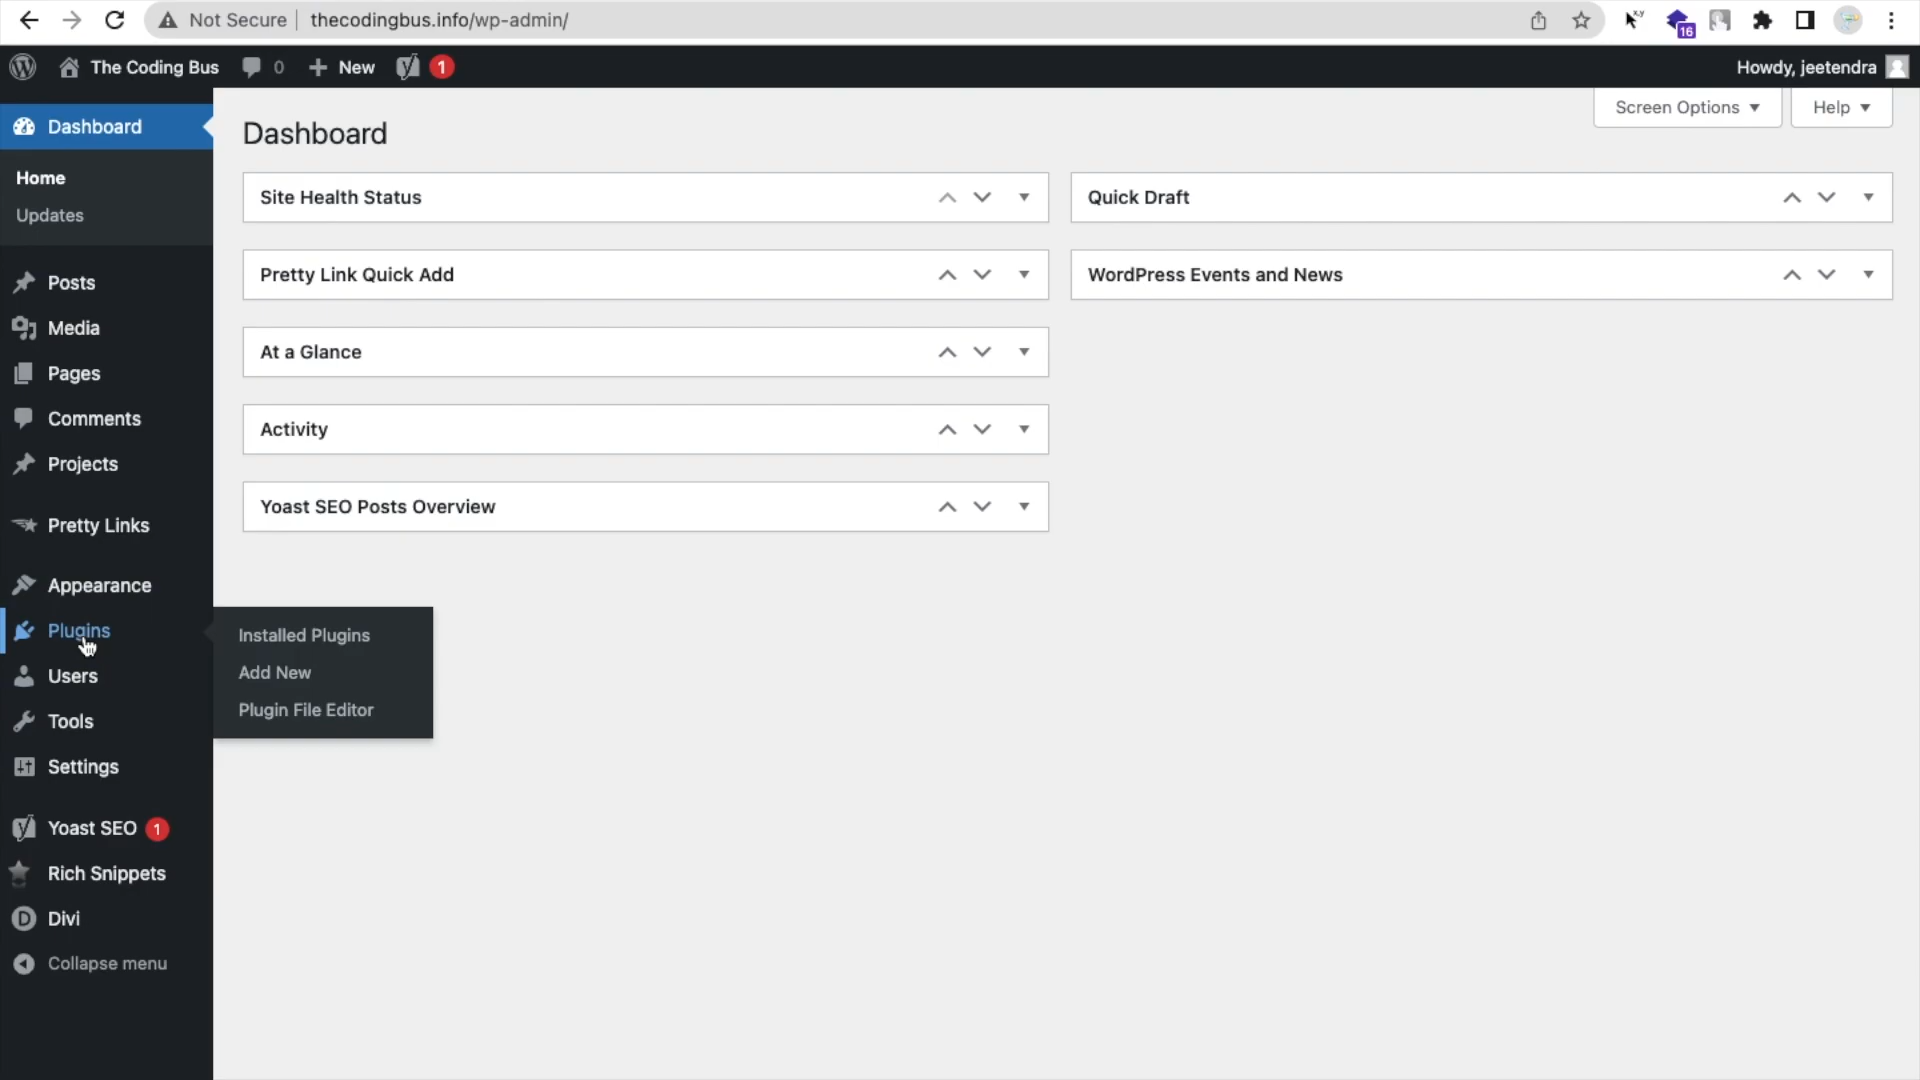 Not Secure
thecodingbus.info/wp-admin/
16
The Coding Bus
0
New
1
Howdy, jeetendra
Dashboard
Home
Updates
Posts
Media
Pages
Comments
Projects
Pretty Links
Appearance
Plugins
Users
Tools
Settings
Yoast SEO 1
Rich Snippets
Divi
Collapse menu
Installed Plugins
Add New
Plugin File Editor
Screen Options
Help
Dashboard
Site Health Status
Pretty Link Quick Add
At a Glance
Activity
Yoast SEO Posts Overview
Quick Draft
WordPress Events and News